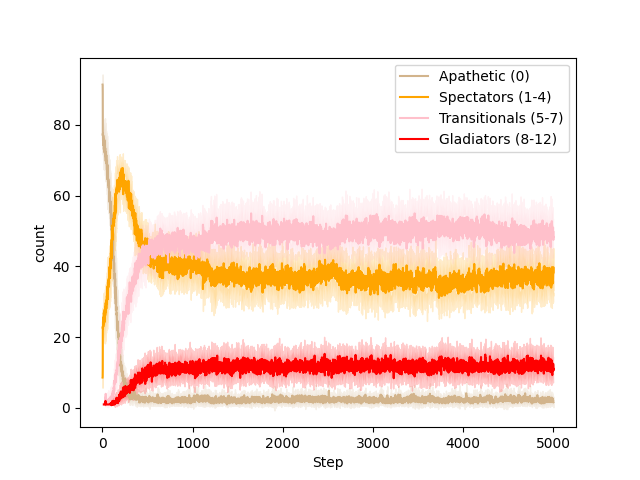 Apathetic (0)
Spectators (1-4)
Transitionals (5-7)
Gladiators (8-12)
80
60
40
20
0
count
0 1000 2000 3000 4000 5000
Step